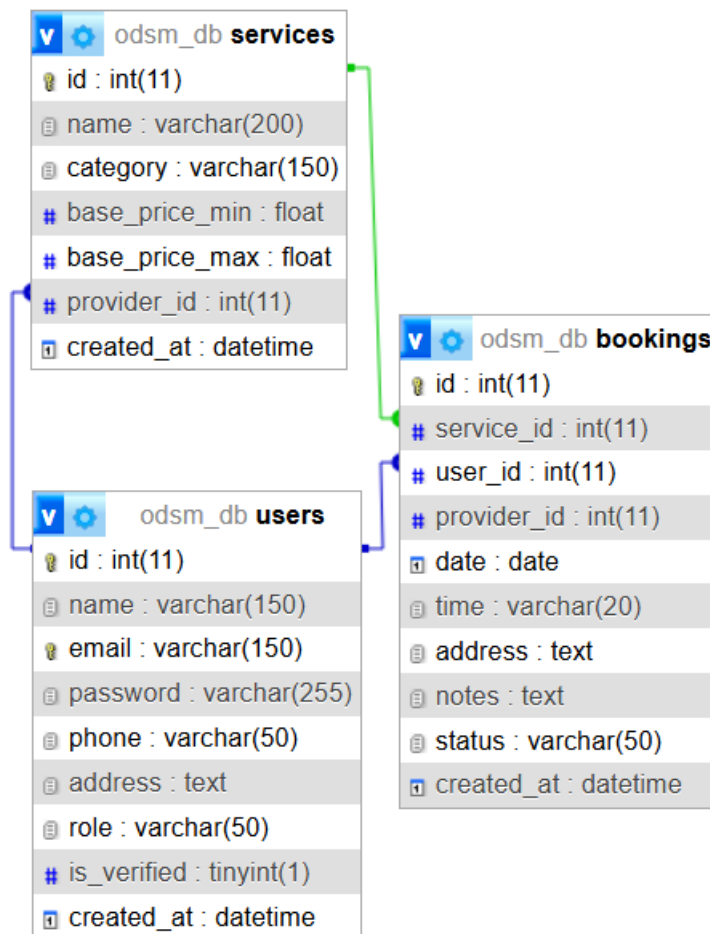 v odsm_db services
id : int(11)
name : varchar(200)
category : varchar(150)
# base_price_min : float
# base_price_max : float
# provider_id : int(11)
created_at : datetime
v odsm_db bookings
id : int(11)
# service_id : int(11)
# user_id : int(11)
# provider_id : int(11)
date : date
time : varchar(20)
address : text
notes : text
status : varchar(50)
created_at : datetime
v odsm_db users
id : int(11)
name : varchar(150)
email : varchar(150)
password : varchar(255)
phone : varchar(50)
address : text
role : varchar(50)
# is_verified : tinyint(1)
created_at : datetime